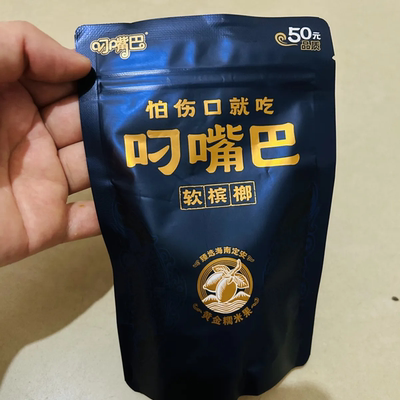 叼嘴巴
50元
品质
怕伤口就吃
叼嘴巴
软槟榔
臻选海南定安
黄金糯米果